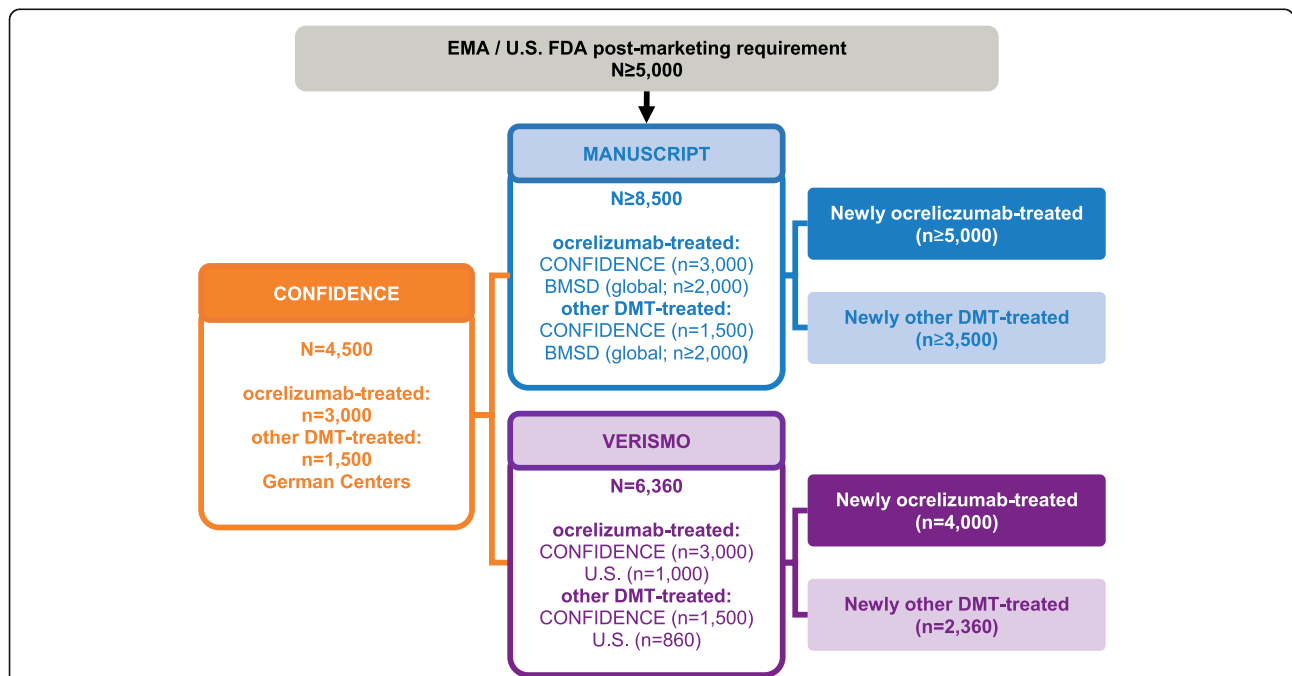 EMA / U.S. FDA post-marketing requirement
N≥5,000
MANUSCRIPT
N≥8,500
ocrelizumab-treated:
CONFIDENCE (n=3,000)
BMSD (global; n≥2,000)
other DMT-treated:
CONFIDENCE (n=1,500)
BMSD (global; n≥2,000)
Newly ocreliczumab-treated
(n≥5,000)
Newly other DMT-treated
(n≥3,500)
CONFIDENCE
N=4,500
ocrelizumab-treated:
n=3,000
other DMT-treated:
n=1,500
German Centers
VERISMO
N=6,360
ocrelizumab-treated:
CONFIDENCE (n=3,000)
U.S. (n=1,000)
other DMT-treated:
CONFIDENCE (n=1,500)
U.S. (n=860)
Newly ocrelizumab-treated
(n=4,000)
Newly other DMT-treated
(n=2,360)